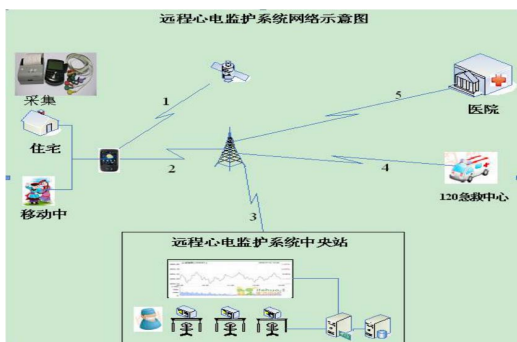 远程心电监护系统网络示意图
采集
1
5
医院
住宅
2
4
移动中
120急救中心
3
远程心电监护系统中央站